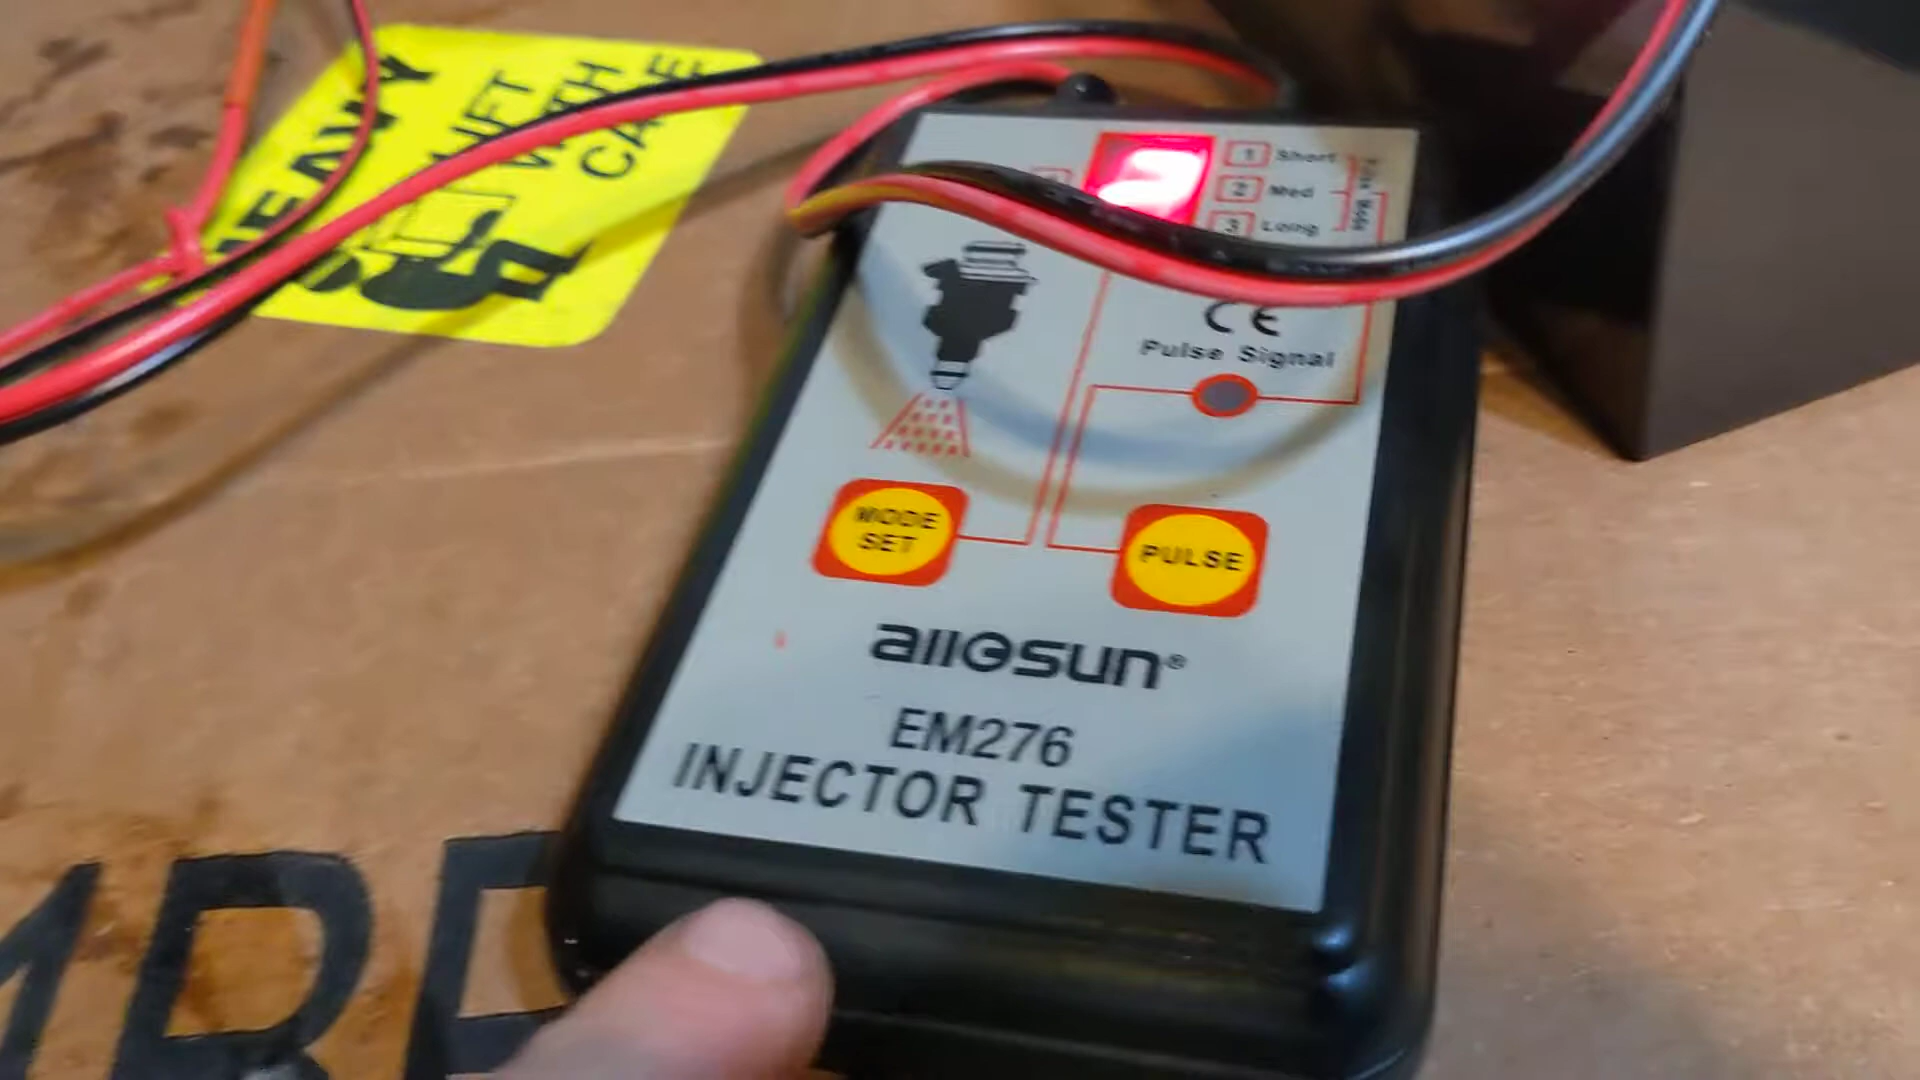 HEAVY
LIFT
WITH
CARE
1 Short
2 Med
3 Long
CE
Pulse Signal
MODE
SET
PULSE
allosun®
EM276
INJECTOR TESTER